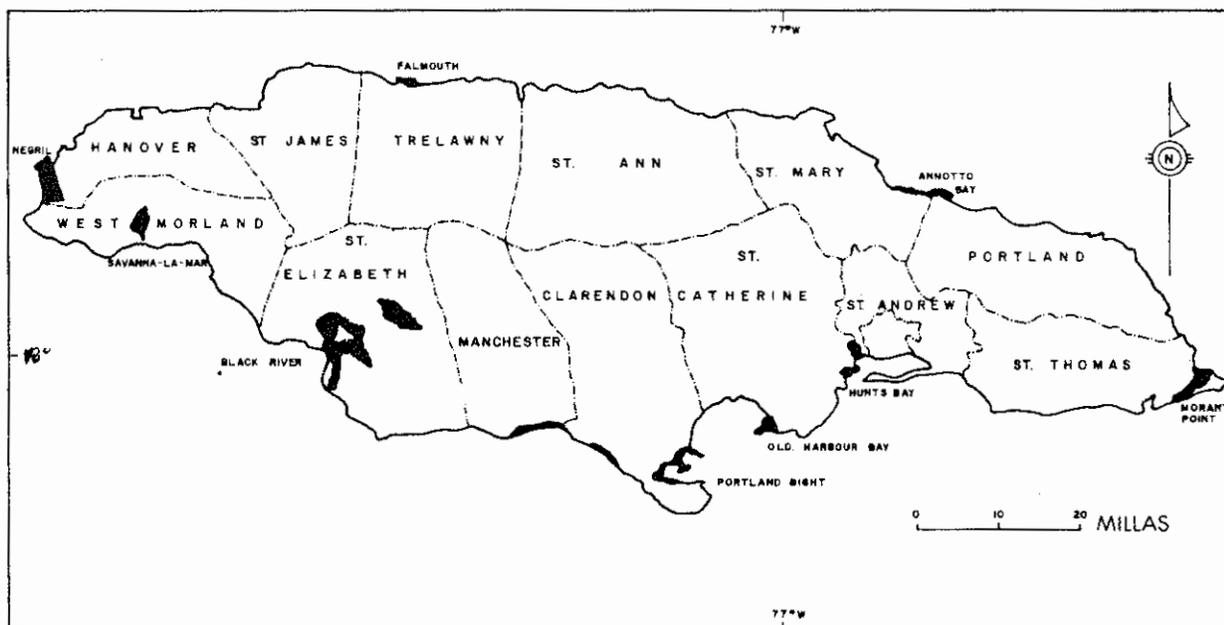 77°W
FALMOUTH
HANOVER
ST JAMES
TRELAWNY
ST. ANN
ST. MARY
NEGRIL
ANNOTTO
BAY
N
WEST MORLAND
SAVANNA-LA-MAR
ST.
ELIZABETH
CLARENDON
ST.
CATHERINE
ST. ANDREW
PORTLAND
MANCHESTER
18°
BLACK RIVER
HUNTS BAY
ST. THOMAS
MORANT
POINT
OLD. HARBOUR BAY
PORTLAND BIGHT
0 10 20 MILLAS
77°W